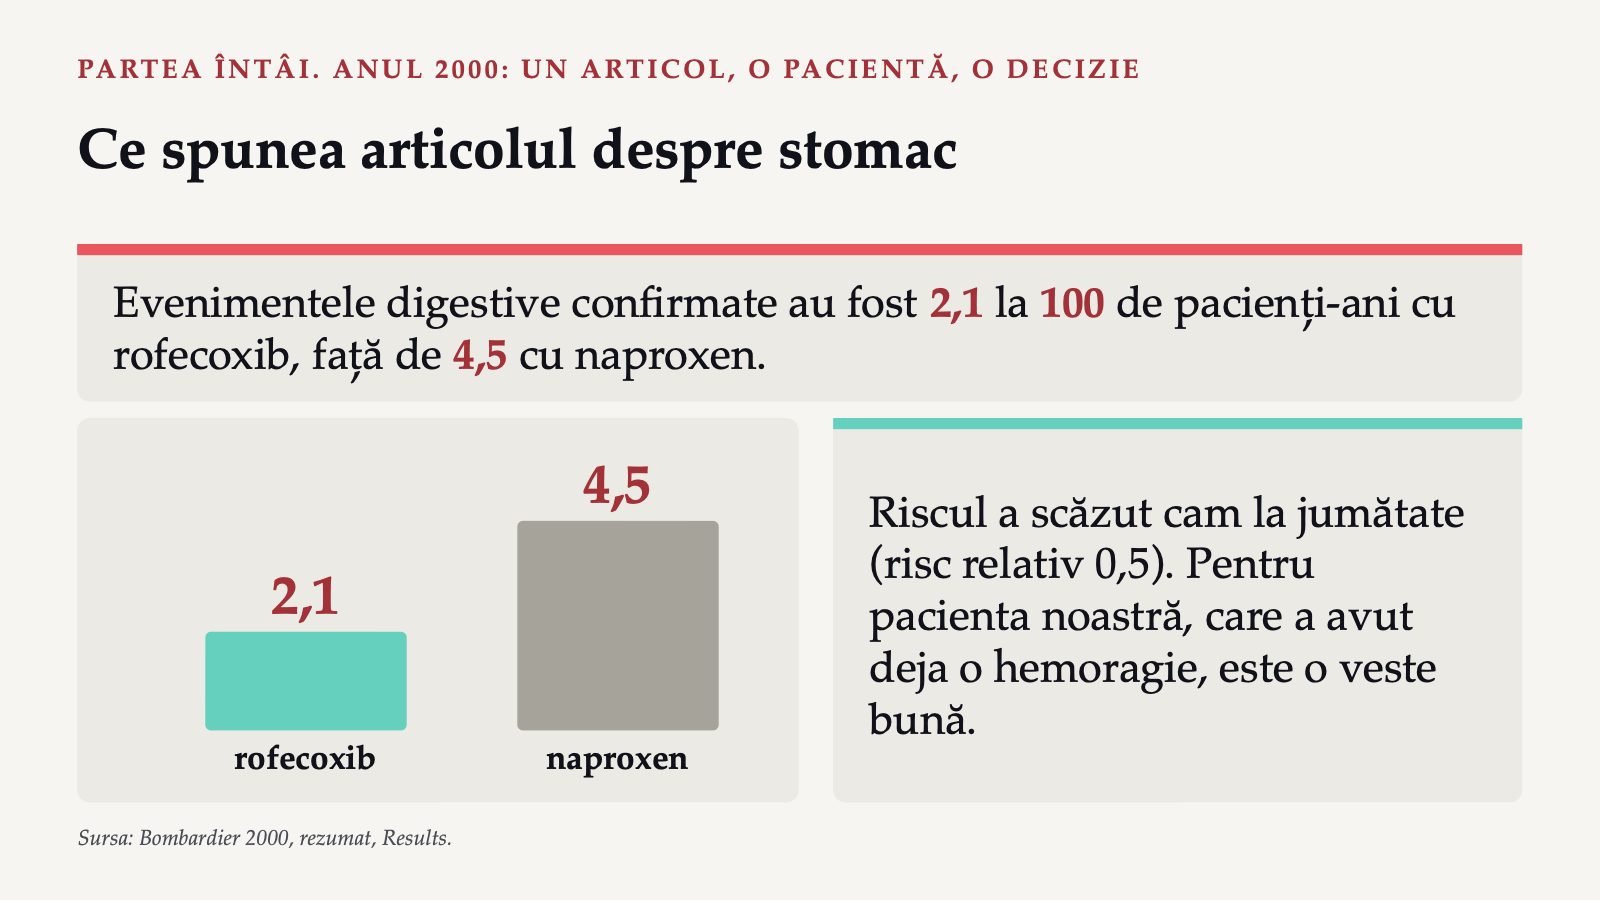 PARTEA ÎNTÂI. ANUL 2000: UN ARTICOL, O PACIENTĂ, O DECIZIE
Ce spunea articolul despre stomac
Evenimentele digestive confirmate au fost 2,1 la 100 de pacienți-ani cu
rofecoxib, față de 4,5 cu naproxen.
2,1
4,5
rofecoxib
naproxen
Riscul a scăzut cam la jumătate
(risc relativ 0,5). Pentru
pacienta noastră, care a avut
deja o hemoragie, este o veste
bună.
Sursa: Bombardier 2000, rezumat, Results.